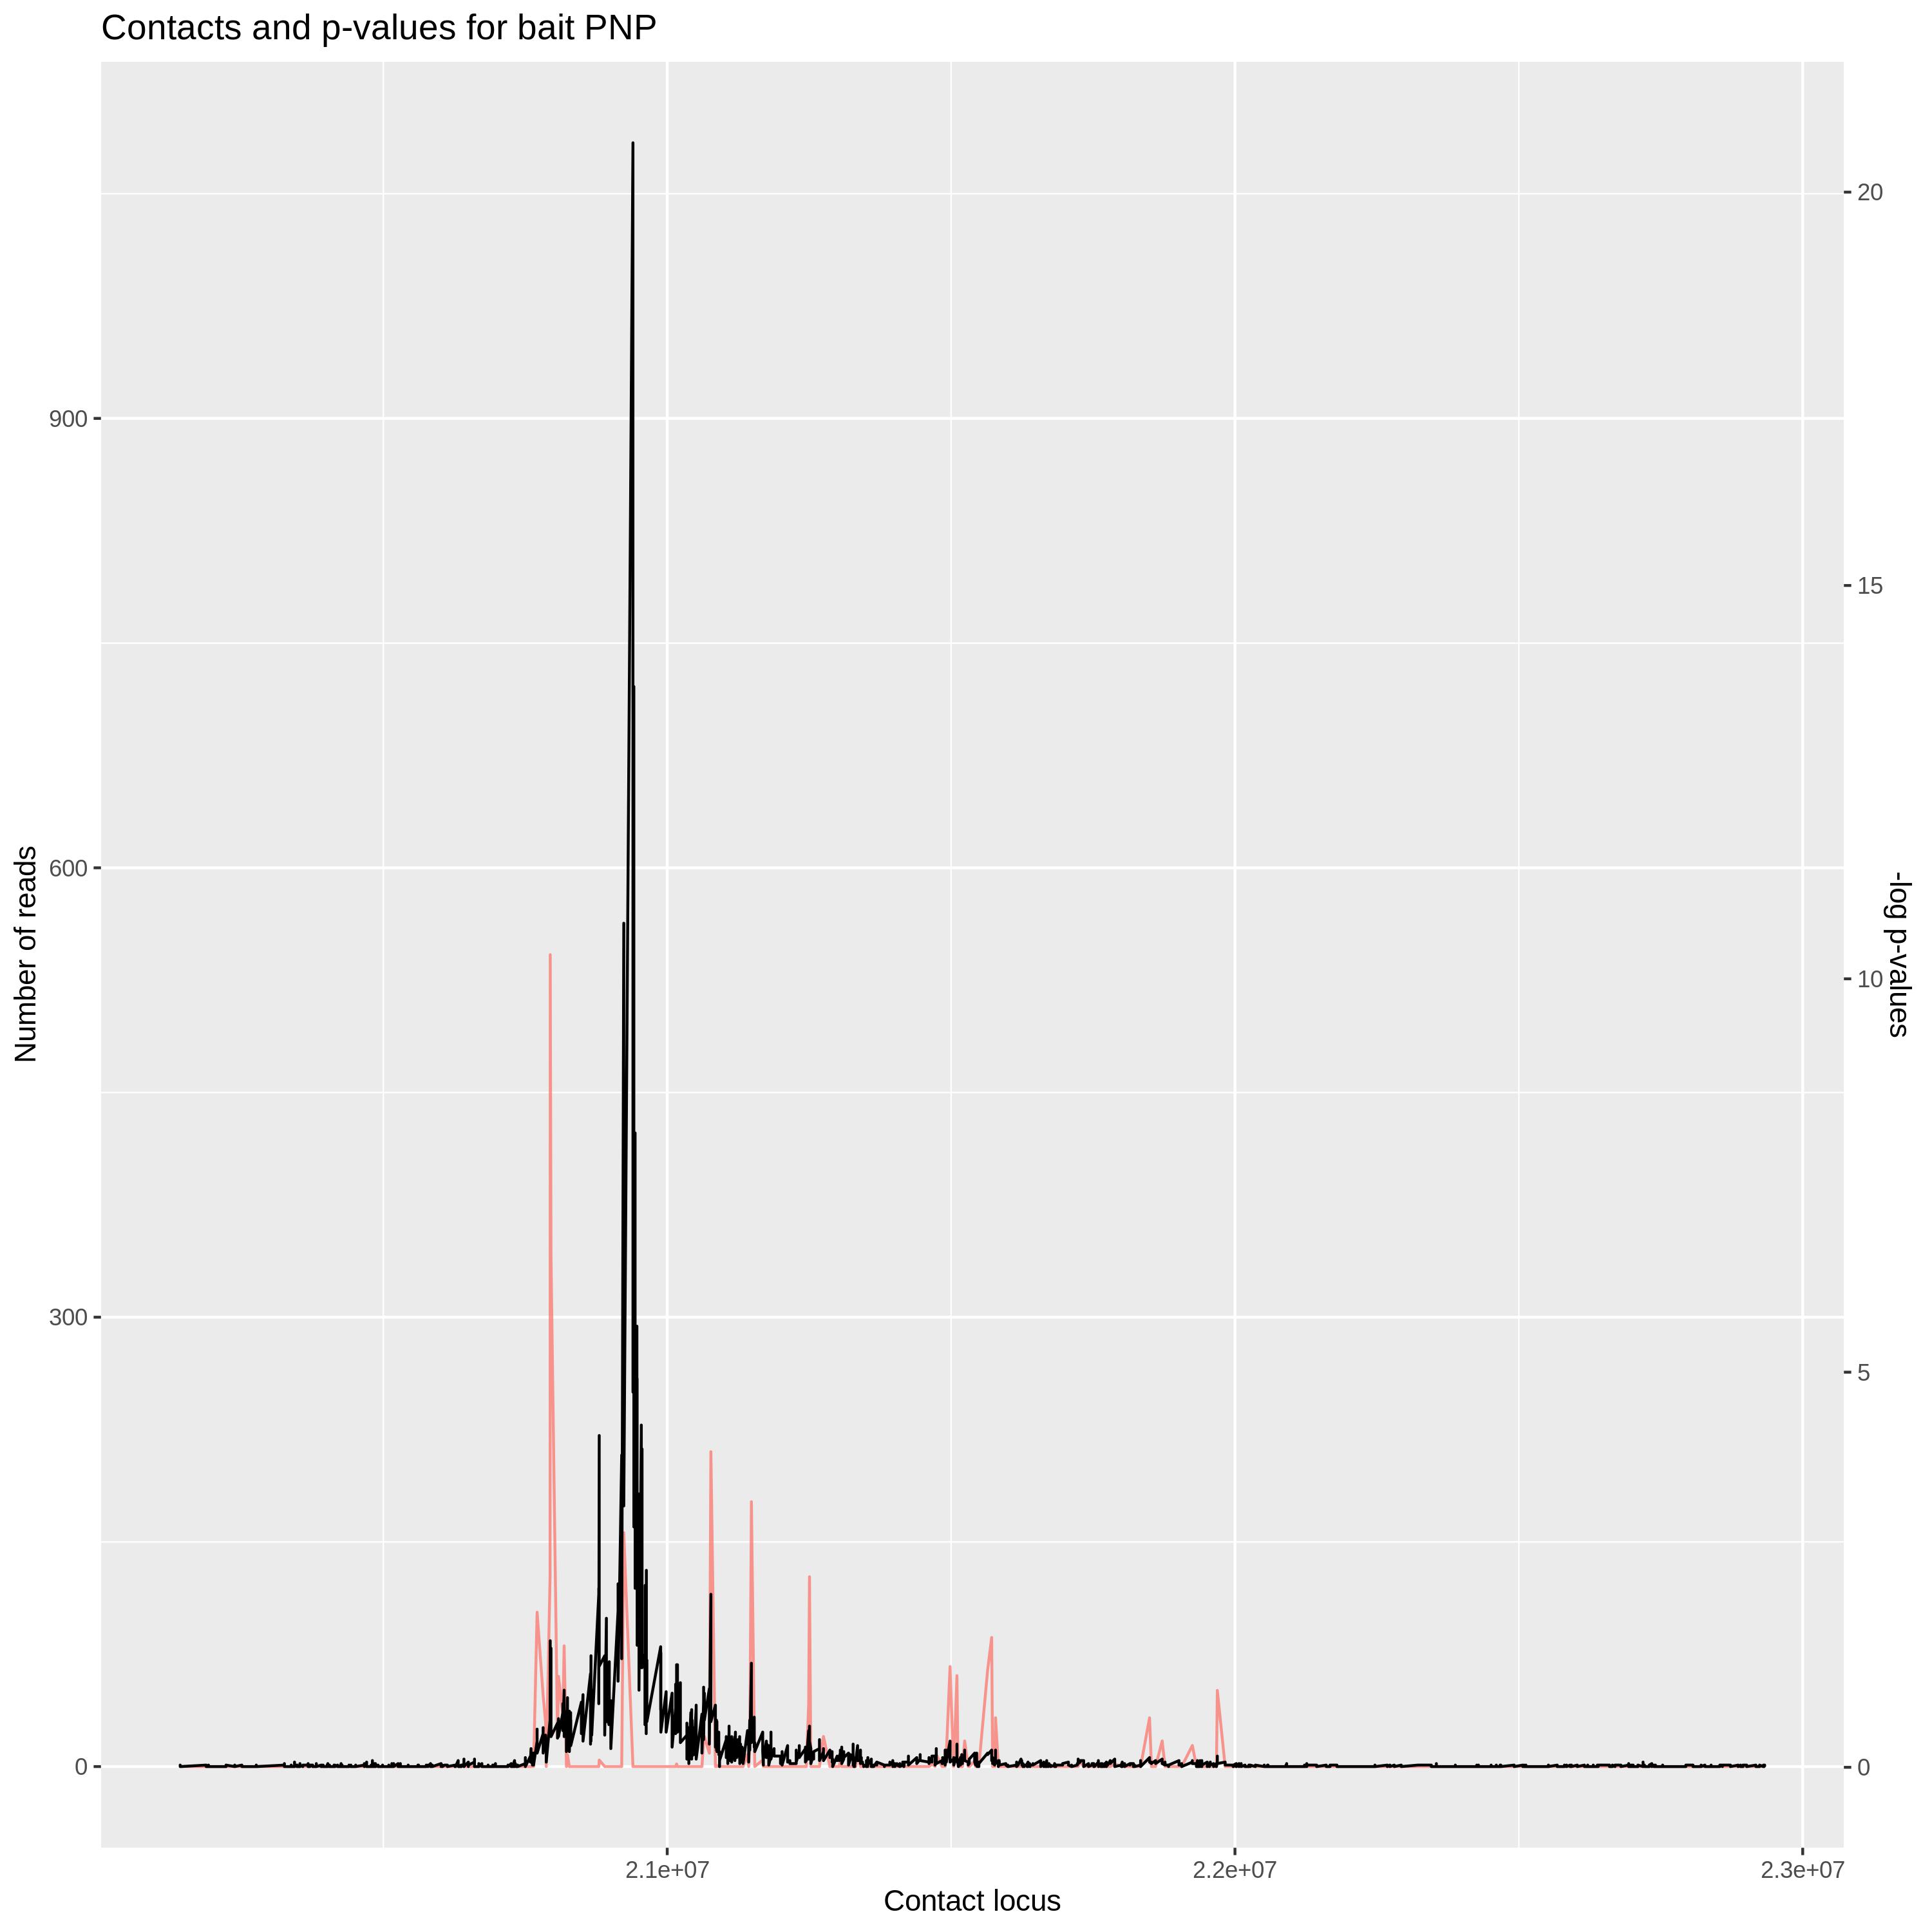 Contacts and p-values for bait PNP
Number of reads
900
600
300
0
20
15
10
5
0
-log p-values
2.1e+07
2.2e+07
2.3e+07
Contact locus